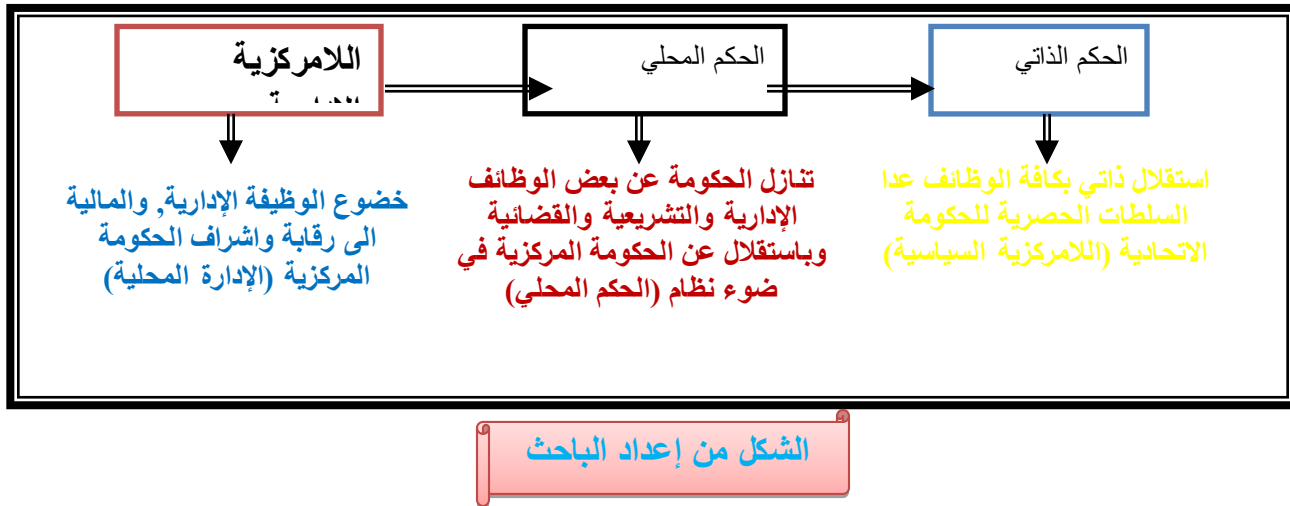 اللامركزية
الحكم المحلي
الحكم الذاتي
خضوع الوظيفة الإدارية, والمالية
الى رقابة واشراف الحكومة
المركزية (الإدارة المحلية)
تنازل الحكومة عن بعض الوظائف
الإدارية والتشريعية والقضائية
وباستقلال عن الحكومة المركزية في
ضوء نظام (الحكم المحلي)
استقلال ذاتي بكافة الوظائف عدا
السلطات الحصرية للحكومة
الاتحادية (اللامركزية السياسية)
الشكل من إعداد الباحث